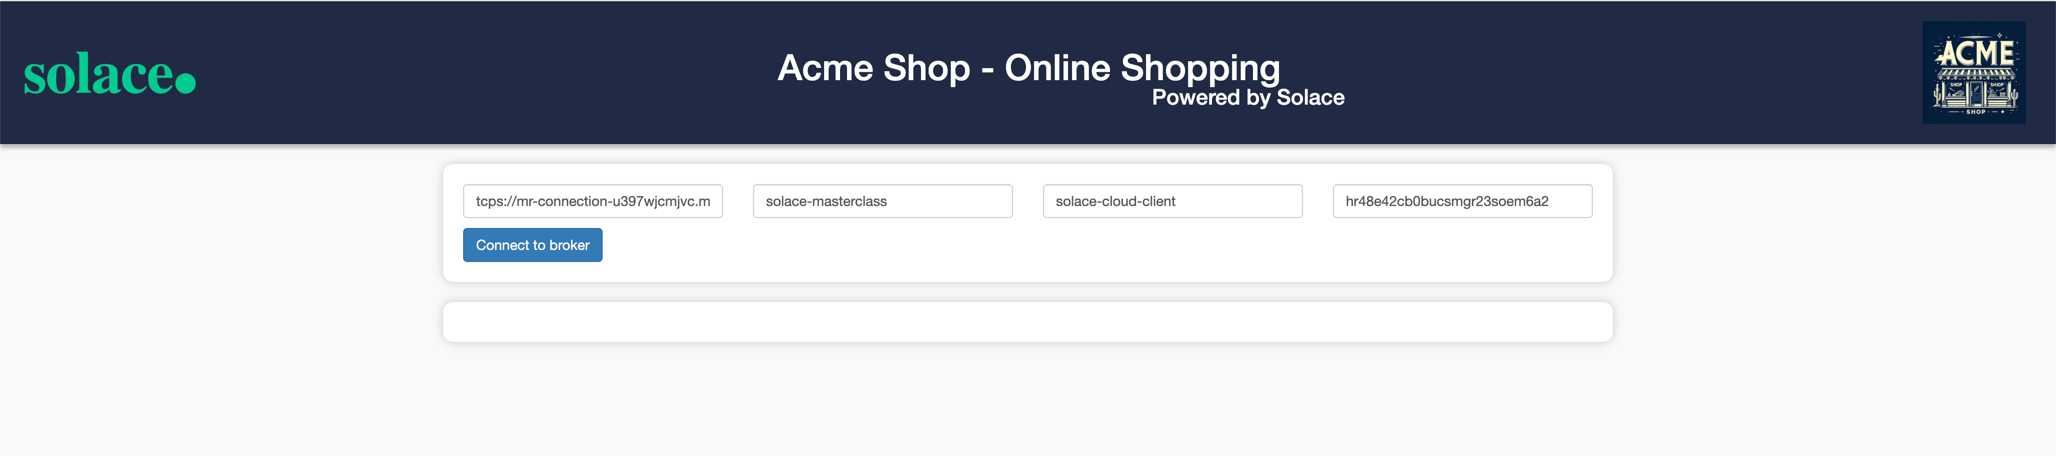 solace.
Acme Shop - Online Shopping
Powered by Solace
ACME
SHOP SHOP
SHOP
tcps://mr-connection-u397wjcmjvc.m
solace-masterclass
solace-cloud-client
hr48e42cb0bucsmgr23soem6a2
Connect to broker